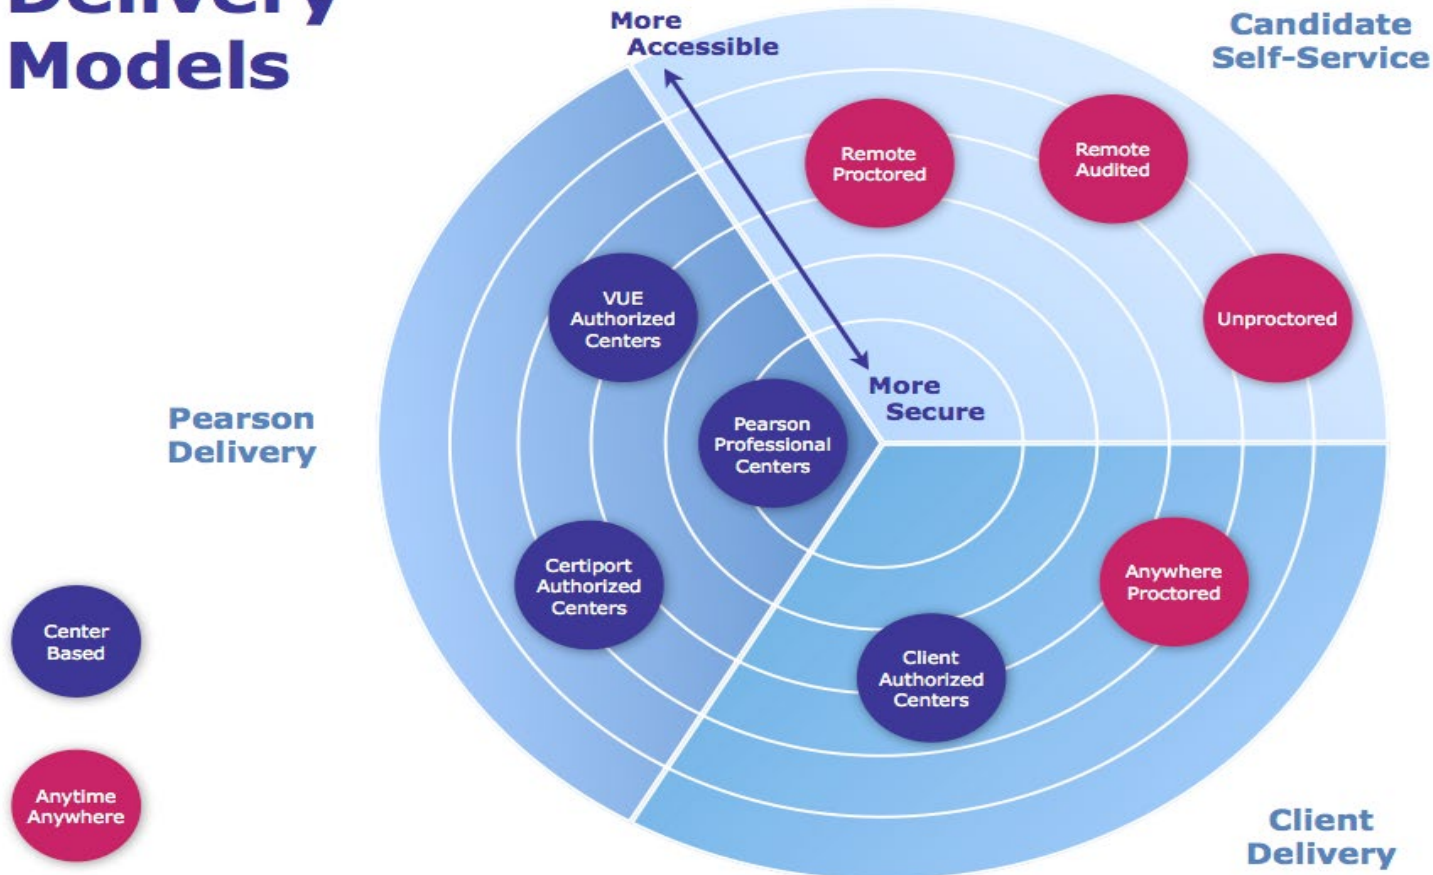 Delivery
Models
More
Accessible
Candidate
Self-Service
Remote
Proctored
Remote
Audited
VUE
Authorized
Centers
Unproctored
More
Secure
Pearson
Delivery
Pearson
Professional
Centers
Certiport
Authorized
Centers
Anywhere
Proctored
Client
Authorized
Centers
Center
Based
Anytime
Anywhere
Client
Delivery